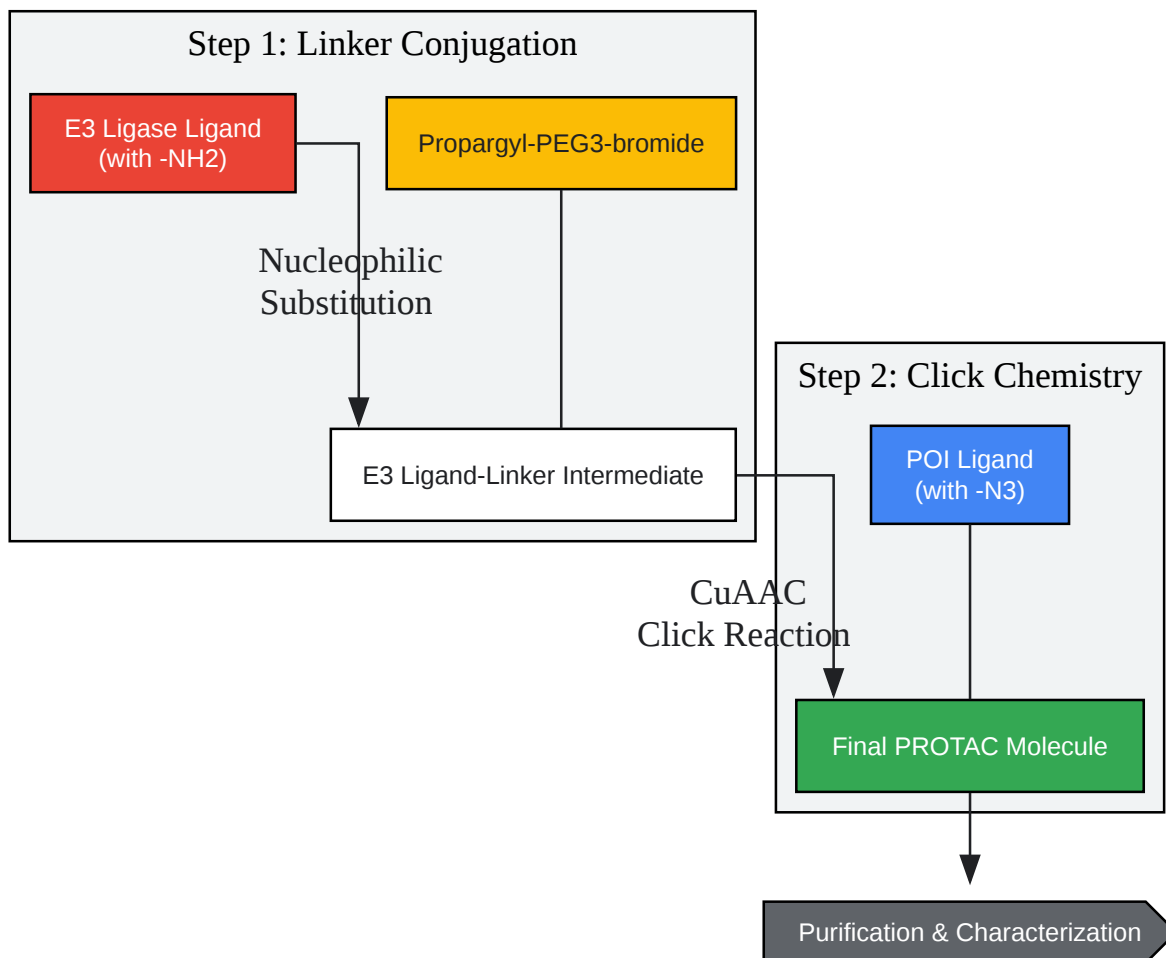 Step 1: Linker Conjugation
E3 Ligase Ligand
(with -NH2)
Propargyl-PEG3-bromide
Nucleophilic
Substitution
E3 Ligand-Linker Intermediate
Step 2: Click Chemistry
POI Ligand
(with -N3)
CuAAC
Click Reaction
Final PROTAC Molecule
Purification & Characterization